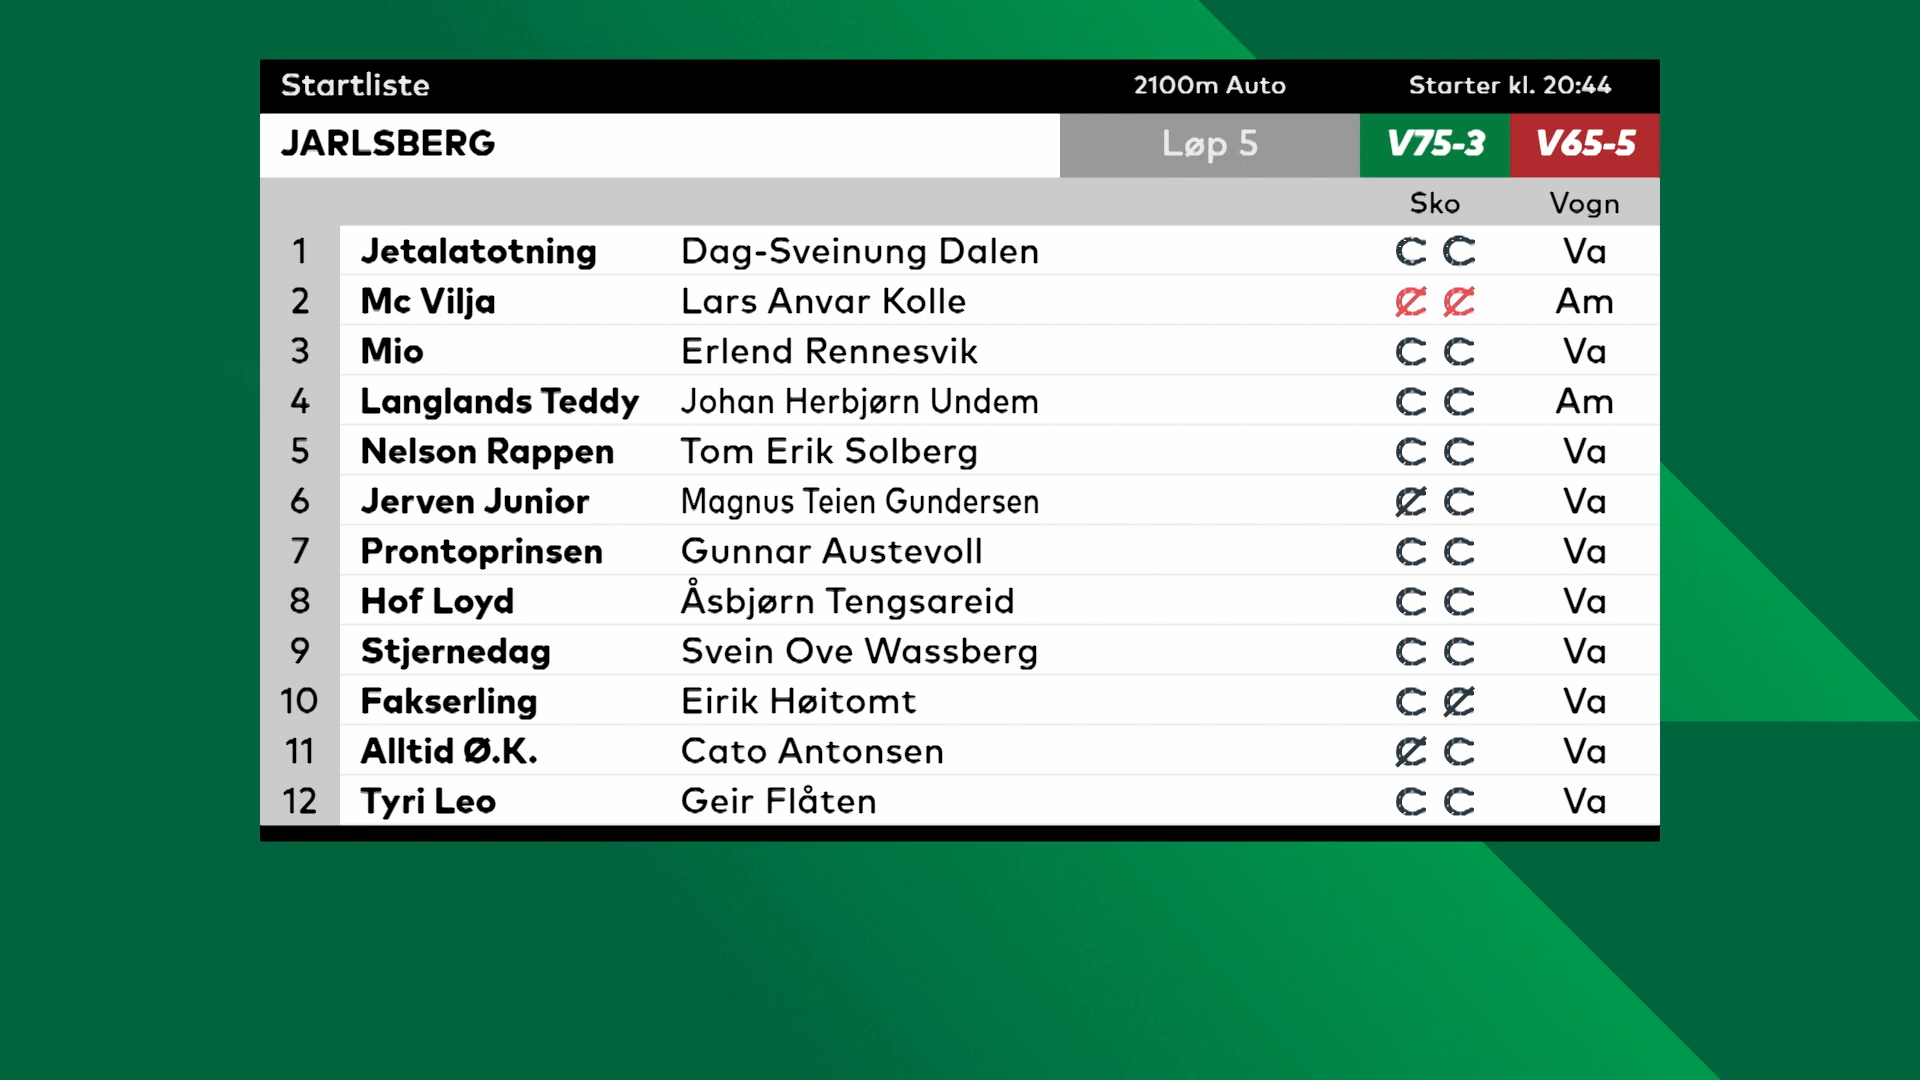 Startliste 2100m Auto Starter kl. 20:44
JARLSBERG Løp 5 V75-3 V65-5
Sko Vogn
1 Jetalatotning Dag-Sveinung Dalen Va
2 Mc Vilja Lars Anvar Kolle Am
3 Mio Erlend Rennesvik Va
4 Langlands Teddy Johan Herbjørn Undem Am
5 Nelson Rappen Tom Erik Solberg Va
6 Jerven Junior Magnus Teien Gundersen Va
7 Prontoprinsen Gunnar Austevoll Va
8 Hof Loyd Åsbjørn Tengsareid Va
9 Stjernedag Svein Ove Wassberg Va
10 Fakserling Eirik Høitomt Va
11 Alltid Ø.K. Cato Antonsen Va
12 Tyri Leo Geir Flåten Va